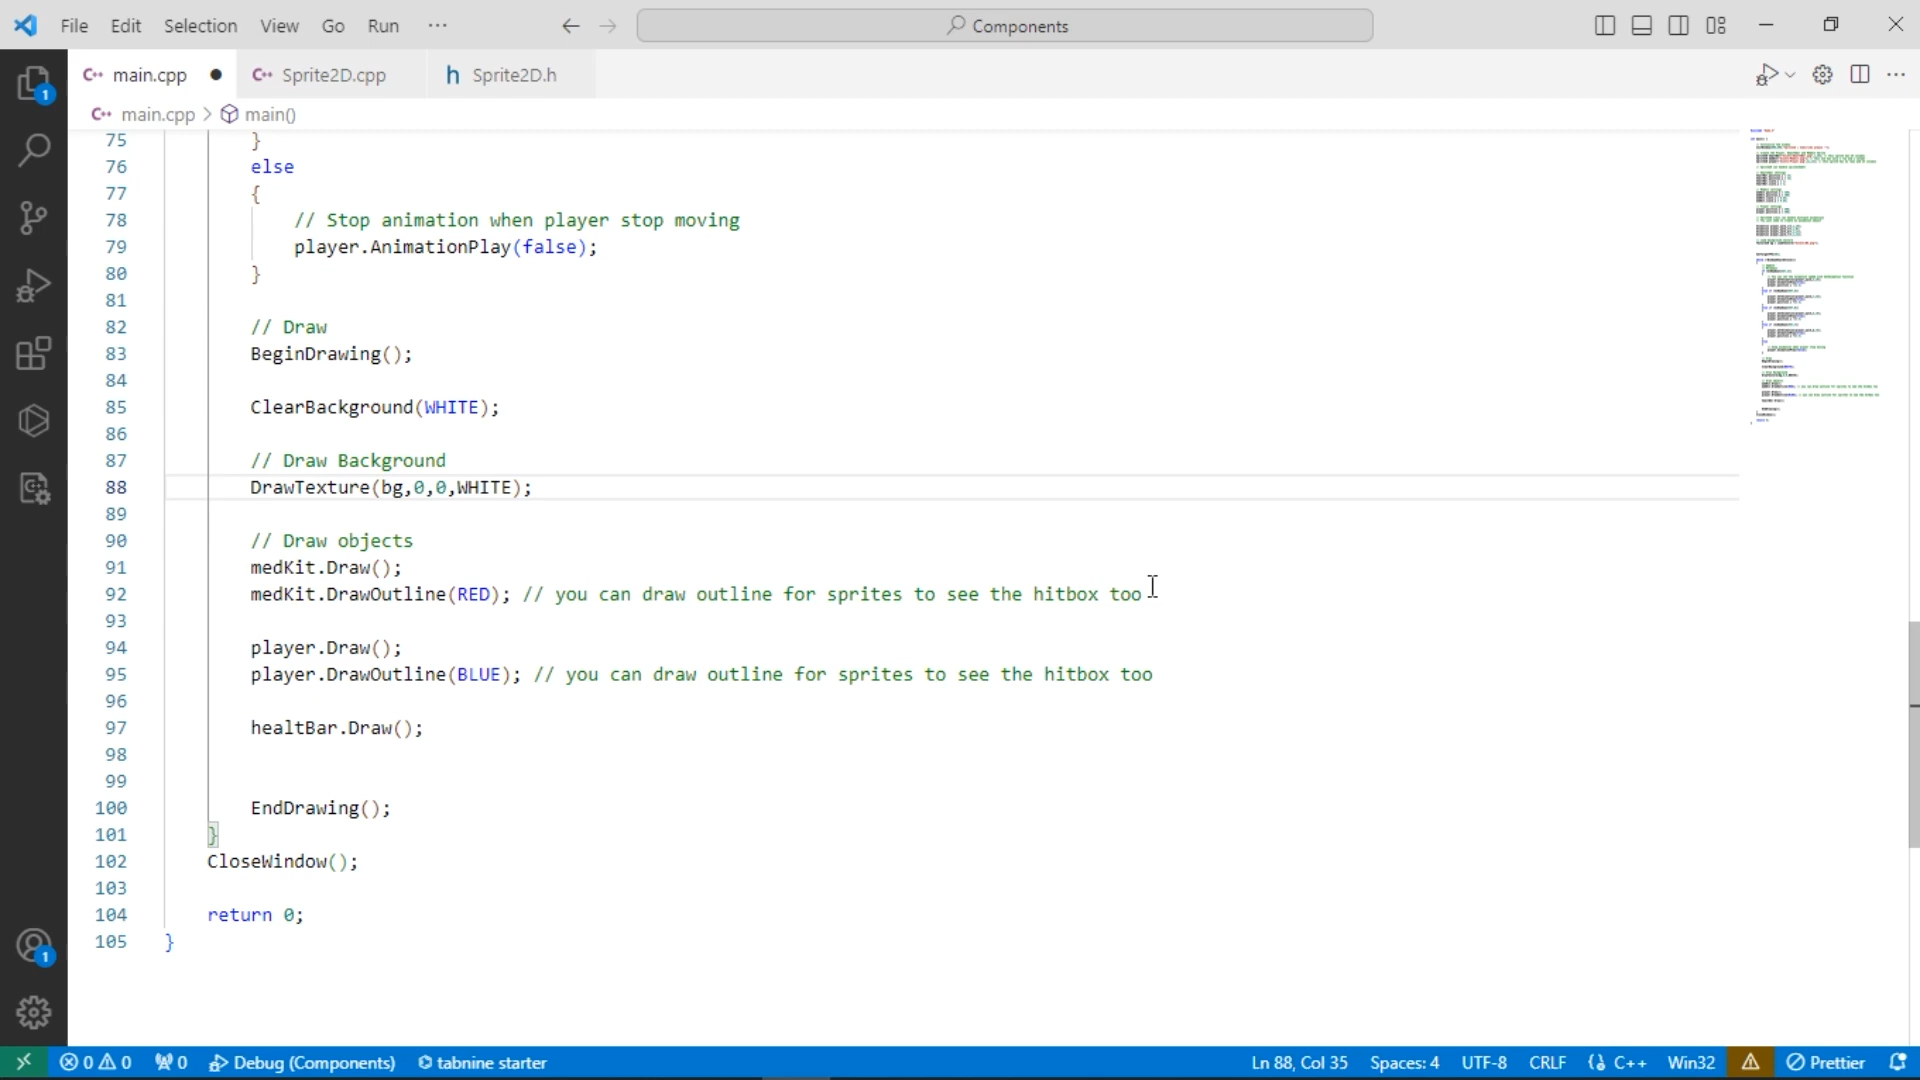 File Edit Selection View Go Run ··· Components
main.cpp Sprite2D.cpp h Sprite2D.h
main.cpp > main()
75 }
76 else
77 {
78 // Stop animation when player stop moving
79 player.AnimationPlay(false);
80 }
81
82 // Draw
83 BeginDrawing();
84
85 ClearBackground(WHITE);
86
87 // Draw Background
88 DrawTexture(bg,0,0,WHITE);
89
90 // Draw objects
91 medKit.Draw();
92 medKit.DrawOutline(RED); // you can draw outline for sprites to see the hitbox too
93
94 player.Draw();
95 player.DrawOutline(BLUE); // you can draw outline for sprites to see the hitbox too
96
97 healtBar.Draw();
98
99
100 EndDrawing();
101 }
102 CloseWindow();
103
104 return 0;
105 }
1
1
0 0 0 Debug (Components) tabnine starter Ln 88, Col 35 Spaces: 4 UTF-8 CRLF C++ Win32 Prettier